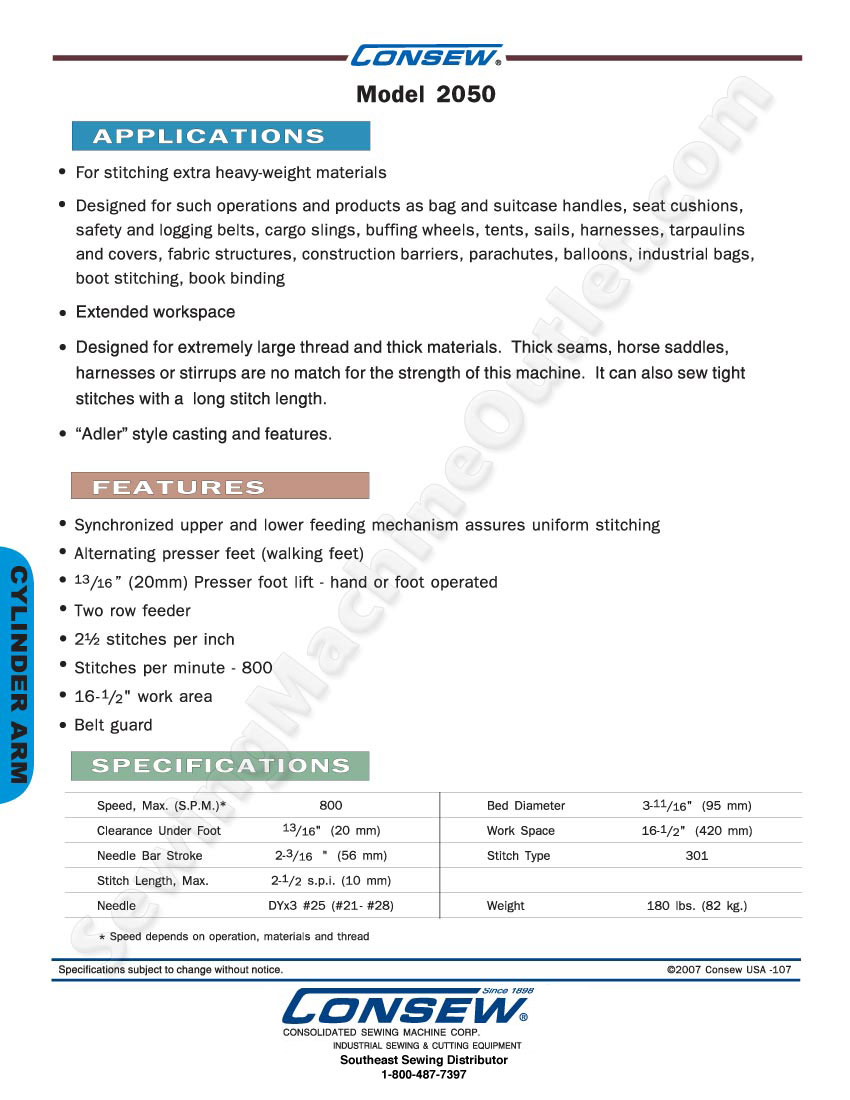 CONSEW®
Model 2050
APPLICATIONS
• For stitching extra heavy-weight materials
• Designed for such operations and products as bag and suitcase handles, seat cushions,
safety and logging belts, cargo slings, buffing wheels, tents, sails, harnesses, tarpaulins
and covers, fabric structures, construction barriers, parachutes, balloons, industrial bags,
boot stitching, book binding
• Extended workspace
• Designed for extremely large thread and thick materials. Thick seams, horse saddles,
harnesses or stirrups are no match for the strength of this machine. It can also sew tight
stitches with a long stitch length.
• “Adler” style casting and features.
FEATURES
• Synchronized upper and lower feeding mechanism assures uniform stitching
• Alternating presser feet (walking feet)
• 13/16” (20mm) Presser foot lift - hand or foot operated
• Two row feeder
• 2½ stitches per inch
• Stitches per minute - 800
• 16-1/2" work area
• Belt guard
CYLINDER ARM
SPECIFICATIONS
Speed, Max. (S.P.M.)* 800 Bed Diameter 3-11/16" (95 mm)
Clearance Under Foot 13/16" (20 mm) Work Space 16-1/2" (420 mm)
Needle Bar Stroke 2-3/16 " (56 mm) Stitch Type 301
Stitch Length, Max. 2-1/2 s.p.i. (10 mm)
Needle DYx3 #25 (#21- #28) Weight 180 lbs. (82 kg.)
* Speed depends on operation, materials and thread
Specifications subject to change without notice. ©2007 Consew USA -107
Since 1898
CONSEW®
CONSOLIDATED SEWING MACHINE CORP.
INDUSTRIAL SEWING & CUTTING EQUIPMENT
Southeast Sewing Distributor
1-800-487-7397
SewingMachineOutlet.com